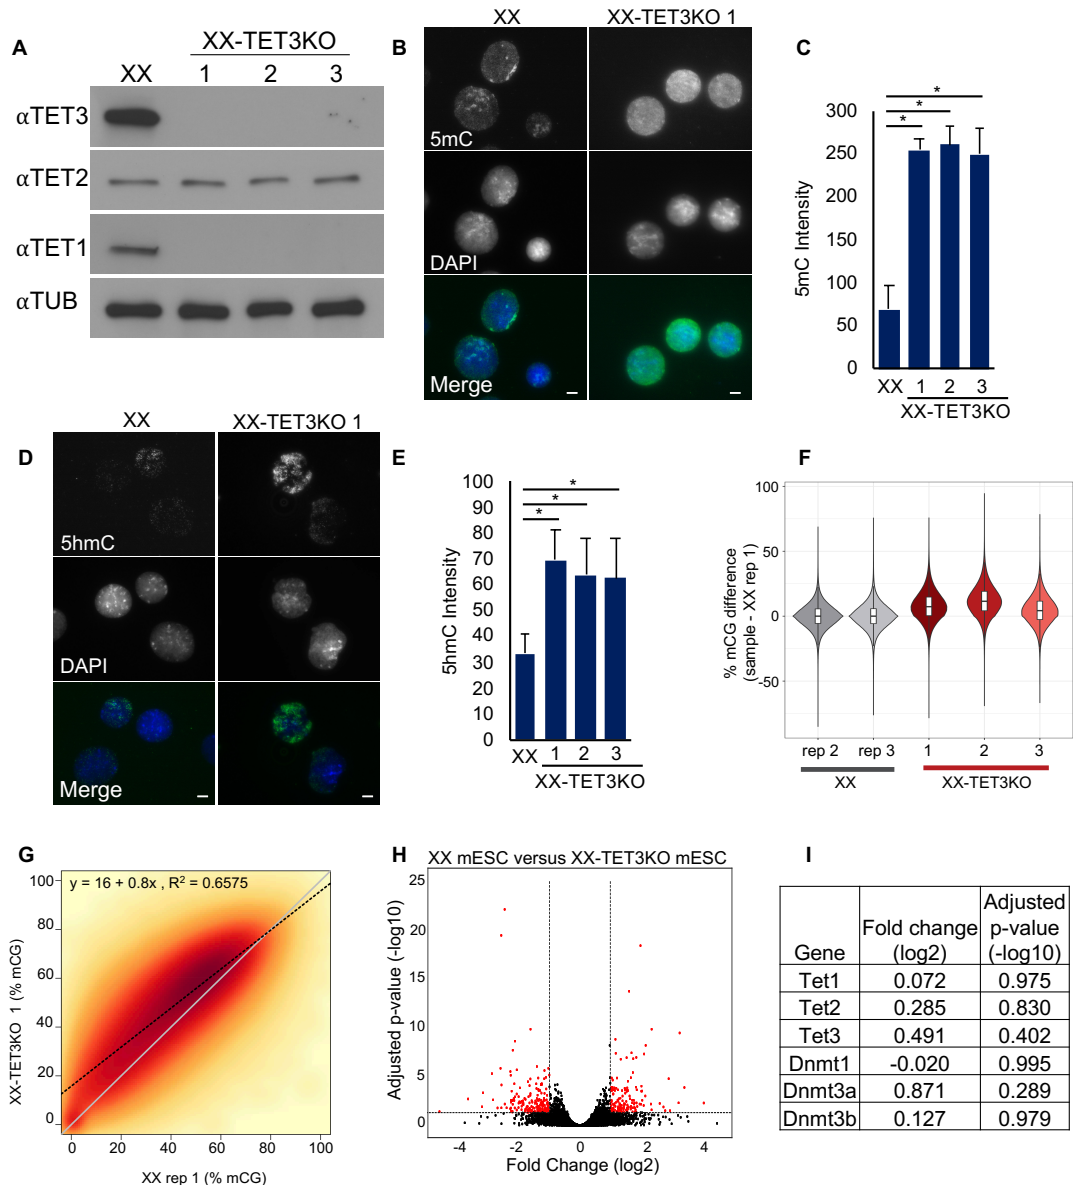 A
XX-TET3KO
XX 1 2 3
αTET3
αTET2
αTET1
αTUB
B
XX XX-TET3KO 1
5mC
DAPI
Merge
C
5mC Intensity
300
250
200
150
100
50
0
* * *
XX 1 2 3
XX-TET3KO
D
XX XX-TET3KO 1
5hmC
DAPI
Merge
E
5hmC Intensity
100
90
80
70
60
50
40
30
20
10
0
* * *
XX 1 2 3
XX-TET3KO
F
% mCG difference
(sample - XX rep 1)
100
50
0
-50
rep 2 rep 3 1 2 3
XX XX-TET3KO
G
y = 16 + 0.8x , R² = 0.6575
XX-TET3KO 1 (% mCG)
100
80
60
40
20
0
0 20 40 60 80 100
XX rep 1 (% mCG)
H
XX mESC versus XX-TET3KO mESC
Adjusted p-value (-log10)
25
20
15
10
5
0
-4 -2 0 2 4
Fold Change (log2)
I
Gene Fold change (log2) Adjusted p-value (-log10)
Tet1 0.072 0.975
Tet2 0.285 0.830
Tet3 0.491 0.402
Dnmt1 -0.020 0.995
Dnmt3a 0.871 0.289
Dnmt3b 0.127 0.979